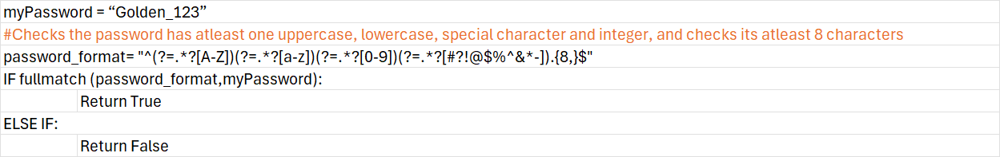 myPassword = “Golden_123”
#Checks the password has atleast one uppercase, lowercase, special character and integer, and checks its atleast 8 characters
password_format= "^(?=.*?[A-Z])(?=.*?[a-z])(?=.*?[0-9])(?=.*?[#?!@$%^&*-]).{8,}$"
IF fullmatch (password_format,myPassword):
Return True
ELSE IF:
Return False